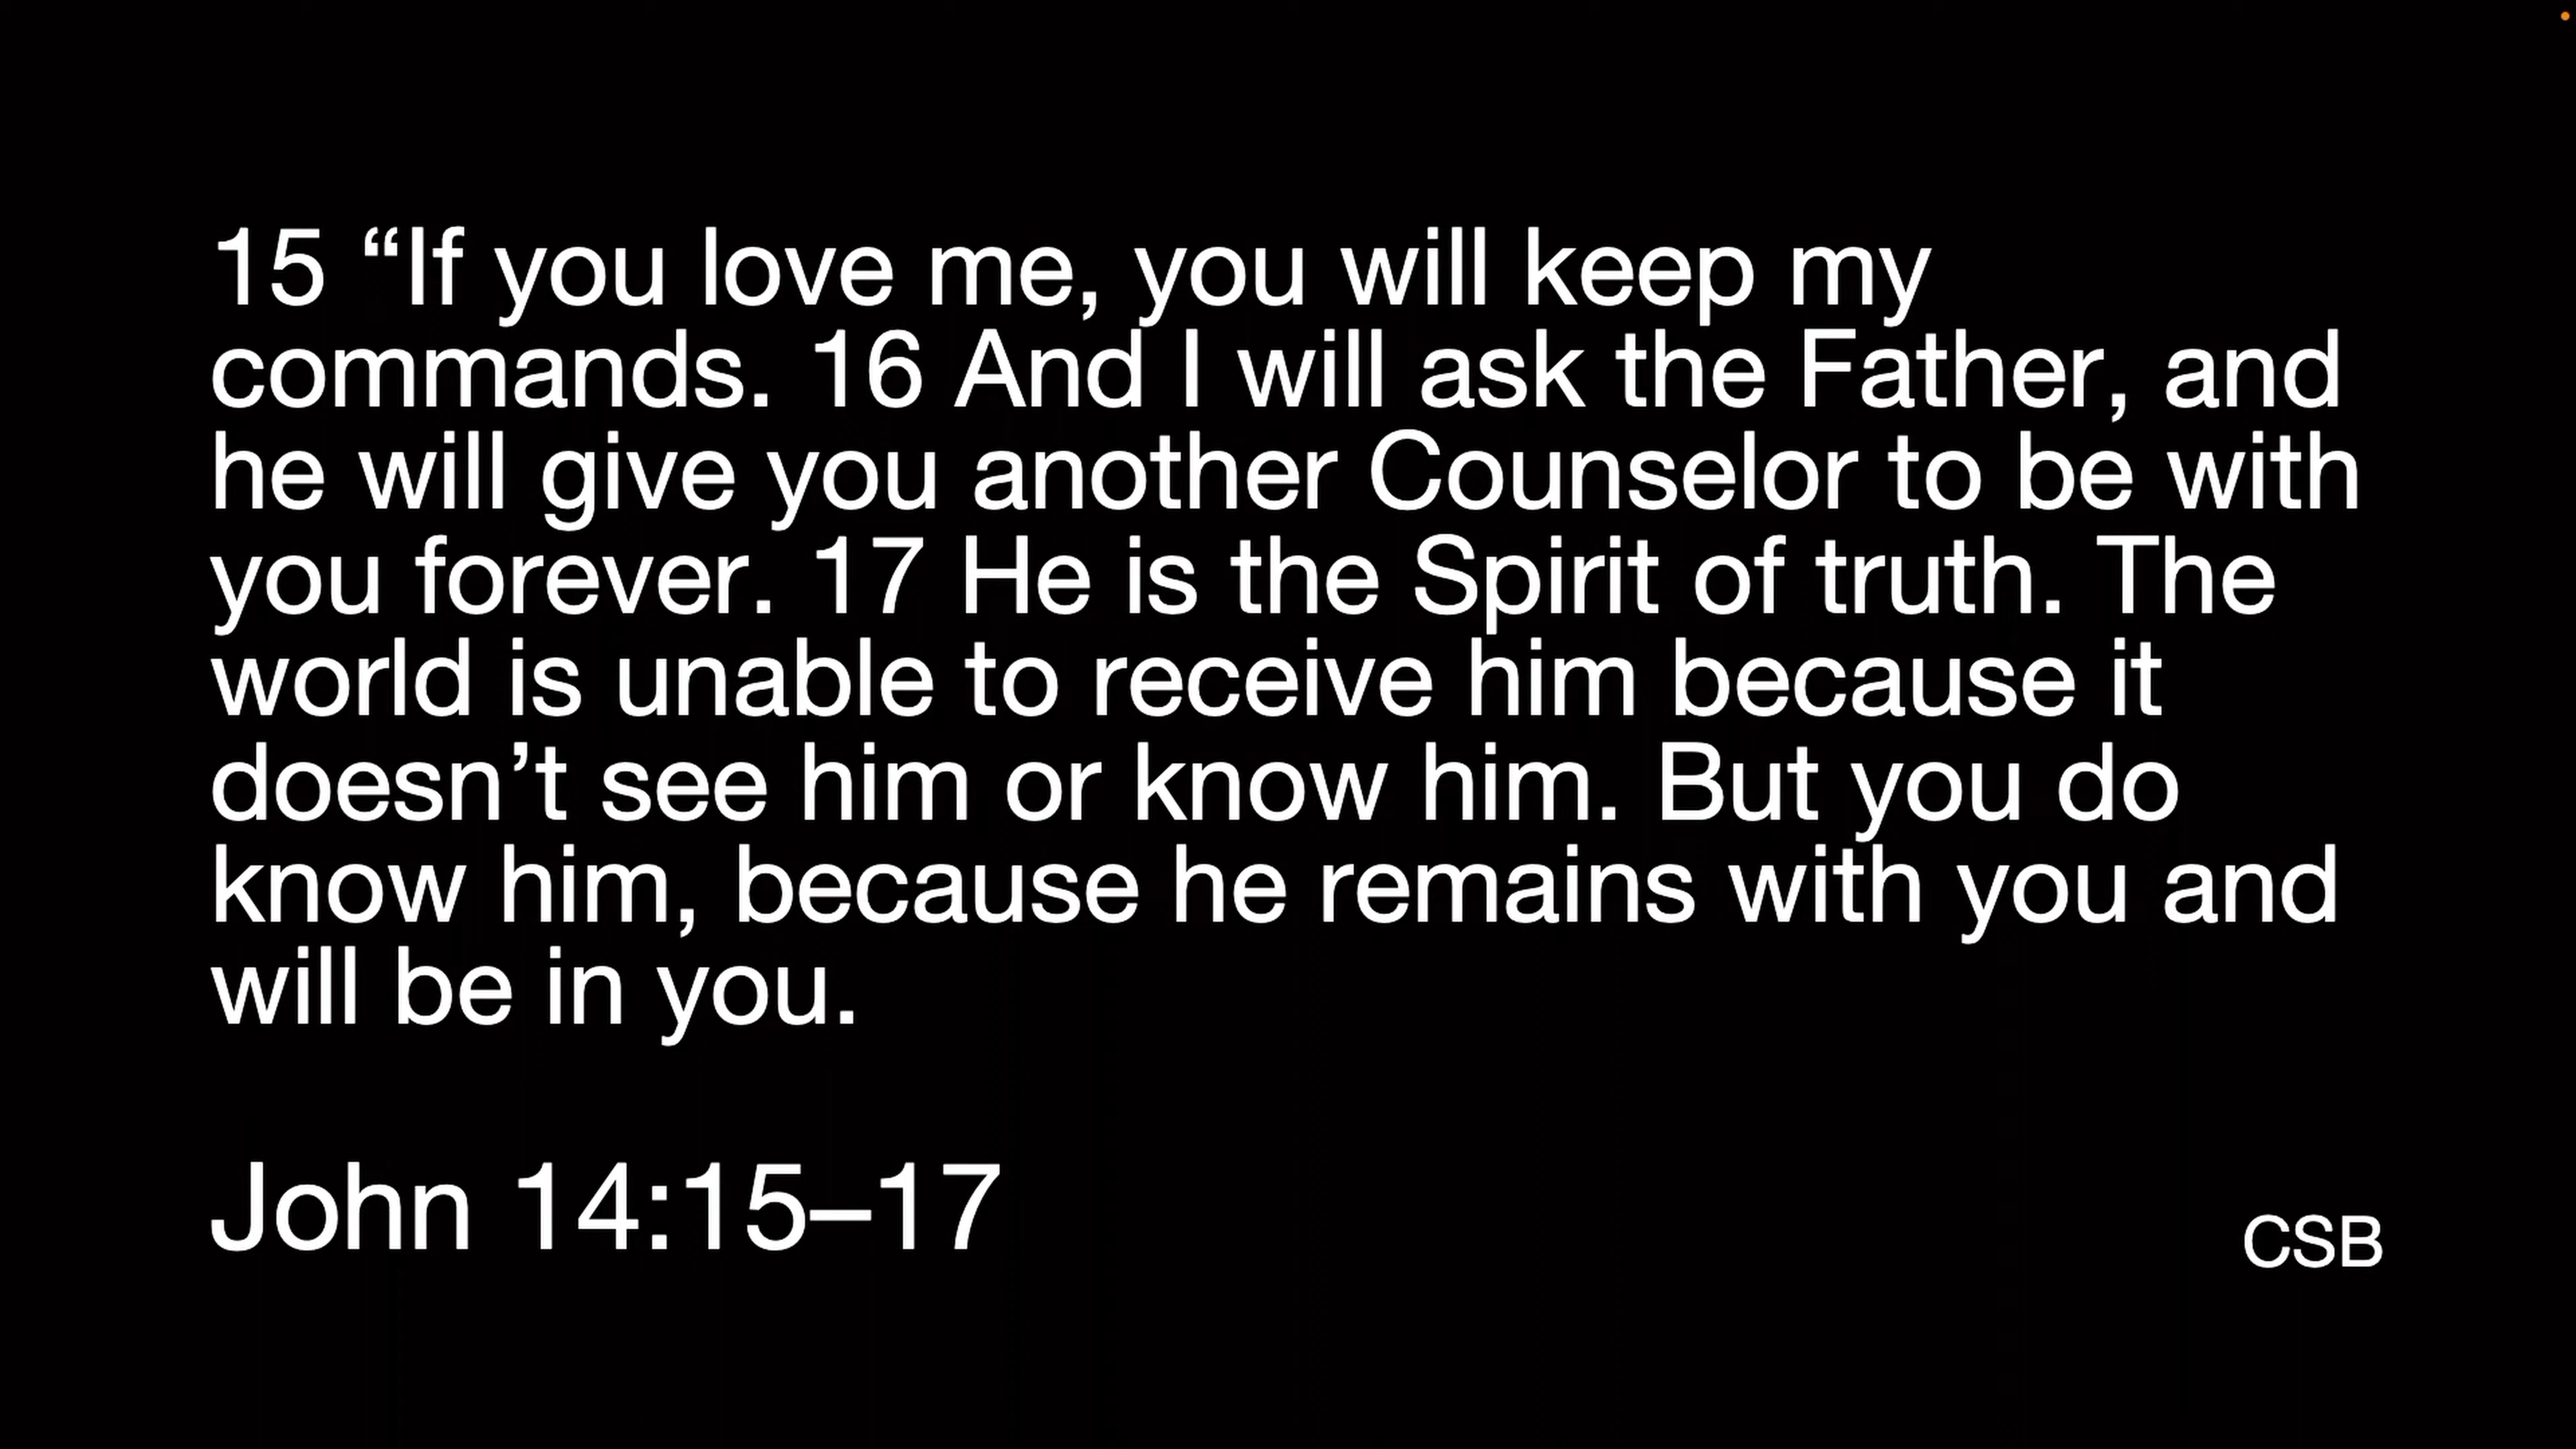 15 “If you love me, you will keep my
commands. 16 And I will ask the Father, and
he will give you another Counselor to be with
you forever. 17 He is the Spirit of truth. The
world is unable to receive him because it
doesn’t see him or know him. But you do
know him, because he remains with you and
will be in you.
John 14:15–17
CSB